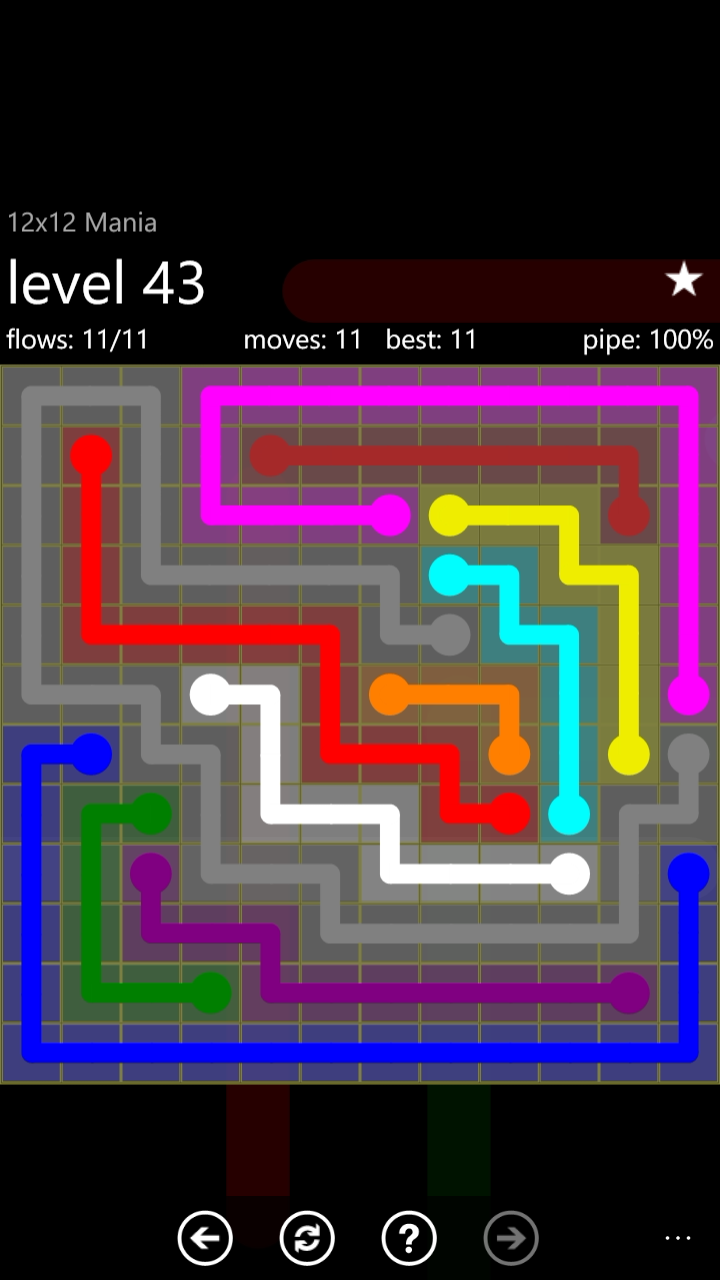 12x12 Mania
level 43
flows: 11/11 moves: 11 best: 11 pipe: 100%
?
...